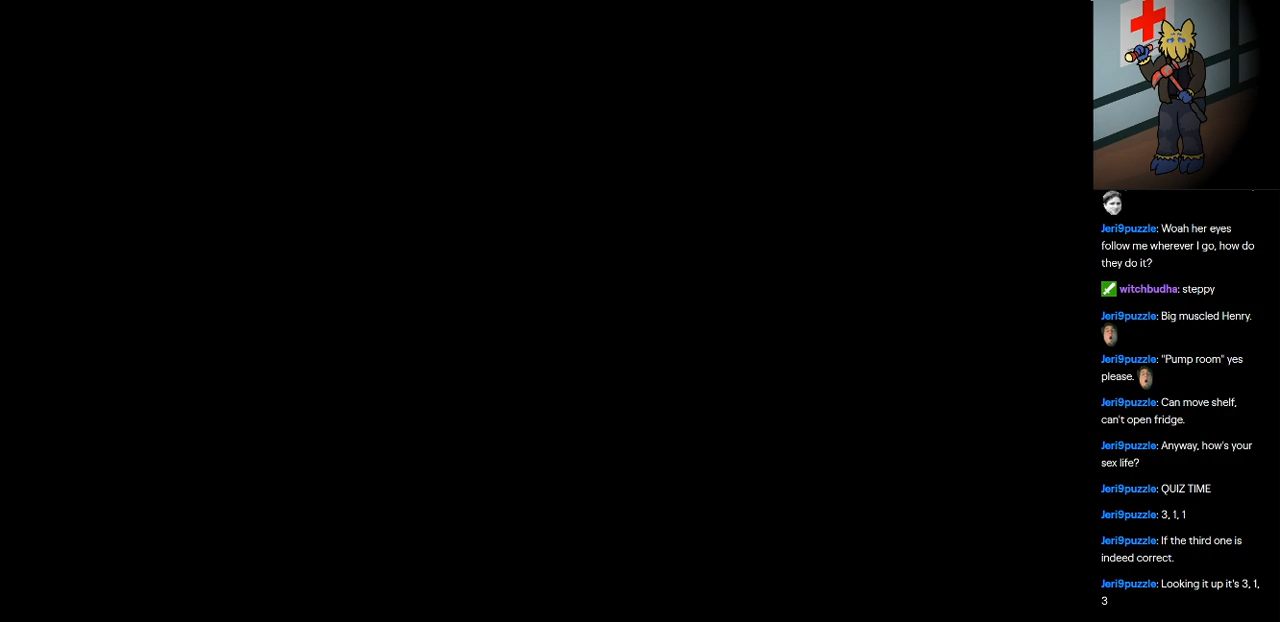 Jeri9puzzle: Woah her eyes
follow me wherever I go, how do
they do it?
witchbudha: steppy
Jeri9puzzle: Big muscled Henry.
Jeri9puzzle: "Pump room" yes
please.
Jeri9puzzle: Can move shelf,
can't open fridge.
Jeri9puzzle: Anyway, how's your
sex life?
Jeri9puzzle: QUIZ TIME
Jeri9puzzle: 3, 1, 1
Jeri9puzzle: If the third one is
indeed correct.
Jeri9puzzle: Looking it up it's 3, 1,
3